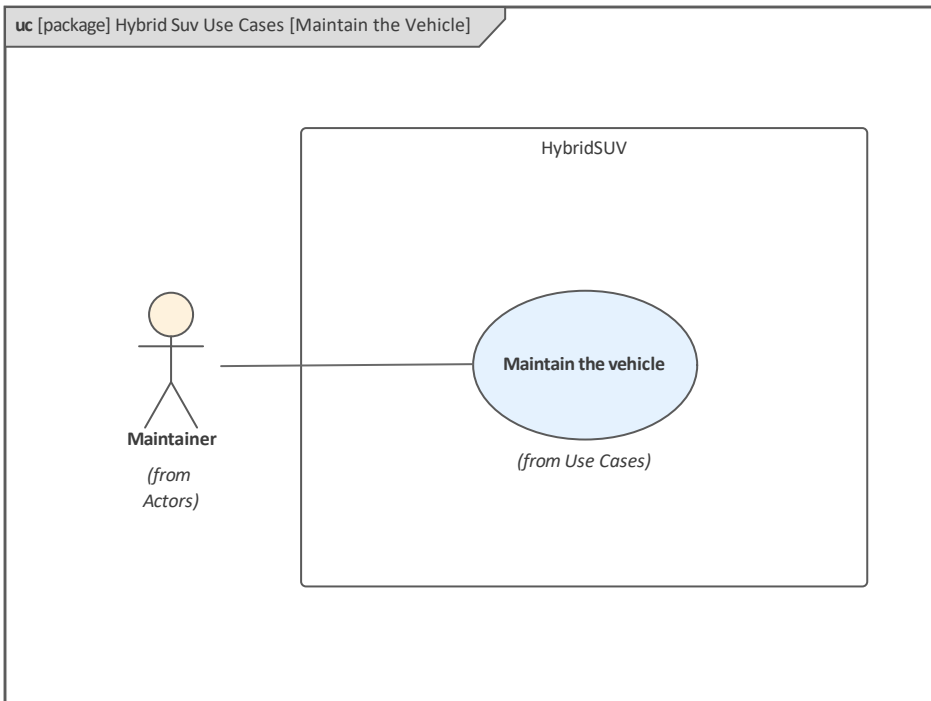 uc [package] Hybrid Suv Use Cases [Maintain the Vehicle]
HybridSUV
Maintain the vehicle
(from Use Cases)
Maintainer
(from
Actors)